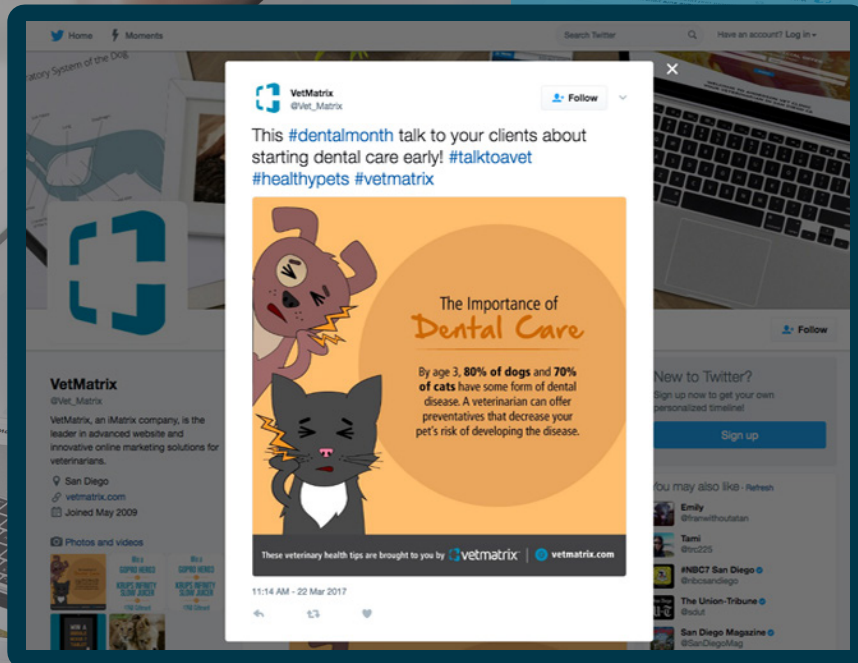 Home Moments Search Twitter Have an account? Log in
ratory System of the Dog
VetMatrix
@Vet_Matrix
Follow
This #dentalmonth talk to your clients about
starting dental care early! #talktoavet
#healthypets #vetmatrix
The Importance of
Dental Care
By age 3, 80% of dogs and 70%
of cats have some form of dental
disease. A veterinarian can offer
preventatives that decrease your
pet's risk of developing the disease.
These veterinary health tips are brought to you by vetmatrix | vetmatrix.com
11:14 AM - 22 Mar 2017
Follow
VetMatrix
@Vet_Matrix
VetMatrix, an iMatrix company, is the
leader in advanced website and
innovative online marketing solutions for
veterinarians.
San Diego
vetmatrix.com
Joined May 2009
Photos and videos
New to Twitter?
Sign up now to get your own
personalized timeline!
Sign up
You may also like · Refresh
Emily
@franwithoutatan
Tami
@trc225
#NBC7 San Diego
@nbcsandiego
The Union-Tribune
@sdut
San Diego Magazine
@SanDiegoMag